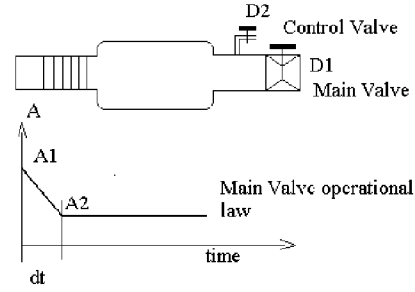 D2
Control Valve
D1
Main Valve
A
A1
A2
Main Valve operational
law
time
dt